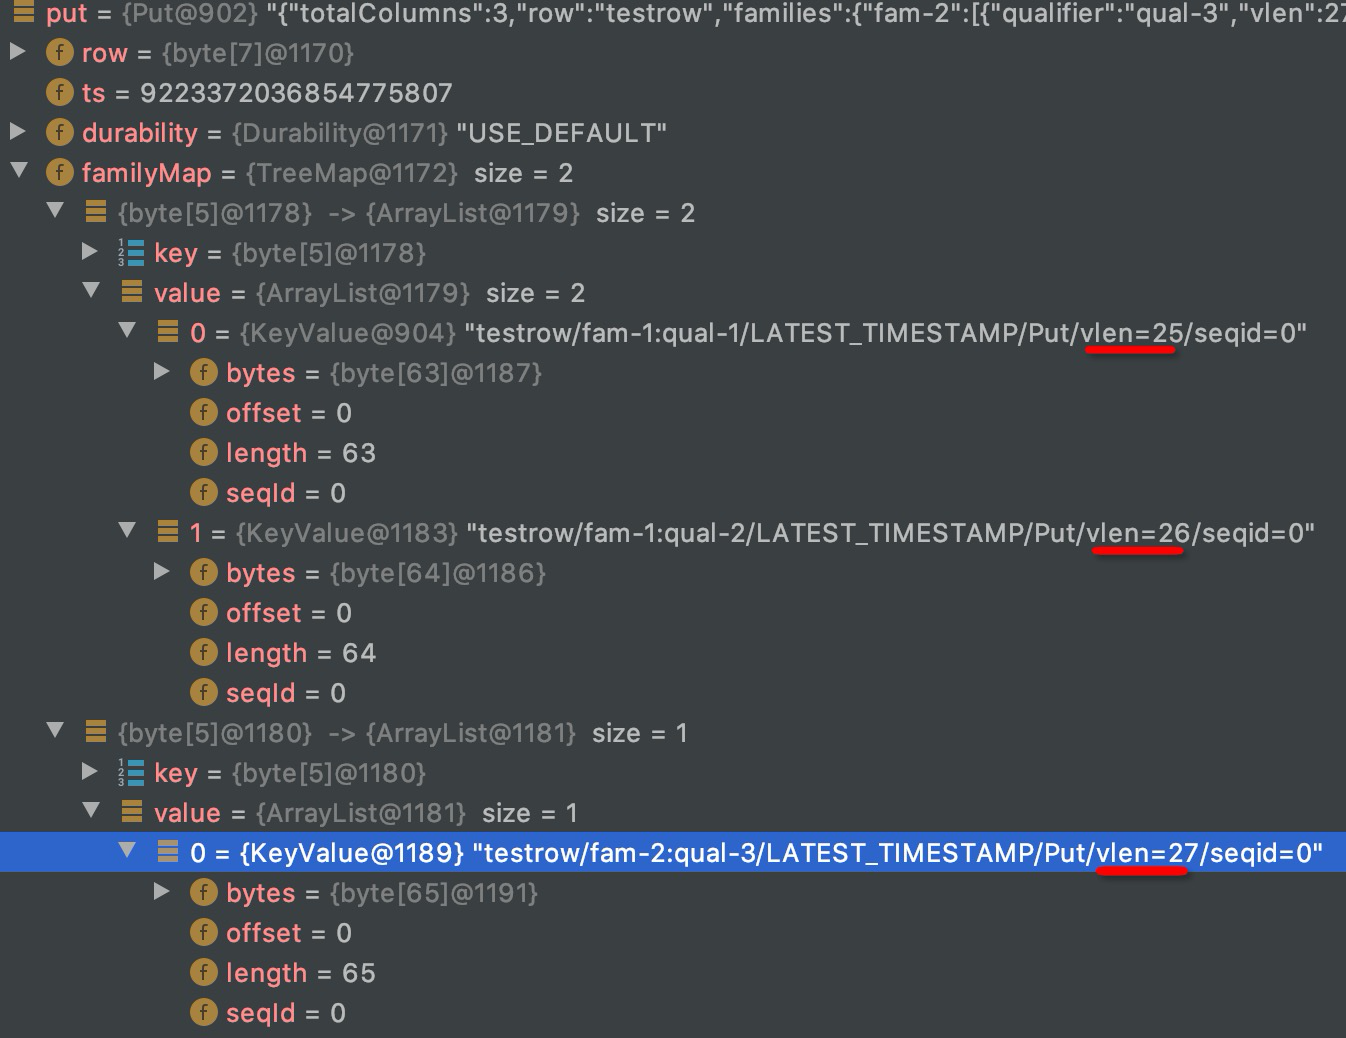 put = {Put@902} "{"totalColumns":3,"row":"testrow","families":{"fam-2":[{"qualifier":"qual-3","vlen":27
f row = {byte[7]@1170}
f ts = 9223372036854775807
f durability = {Durability@1171} "USE_DEFAULT"
f familyMap = {TreeMap@1172} size = 2
{byte[5]@1178} -> {ArrayList@1179} size = 2
123 key = {byte[5]@1178}
value = {ArrayList@1179} size = 2
0 = {KeyValue@904} "testrow/fam-1:qual-1/LATEST_TIMESTAMP/Put/vlen=25/seqid=0"
f bytes = {byte[63]@1187}
f offset = 0
f length = 63
f seqId = 0
1 = {KeyValue@1183} "testrow/fam-1:qual-2/LATEST_TIMESTAMP/Put/vlen=26/seqid=0"
f bytes = {byte[64]@1186}
f offset = 0
f length = 64
f seqId = 0
{byte[5]@1180} -> {ArrayList@1181} size = 1
123 key = {byte[5]@1180}
value = {ArrayList@1181} size = 1
0 = {KeyValue@1189} "testrow/fam-2:qual-3/LATEST_TIMESTAMP/Put/vlen=27/seqid=0"
f bytes = {byte[65]@1191}
f offset = 0
f length = 65
f seqId = 0